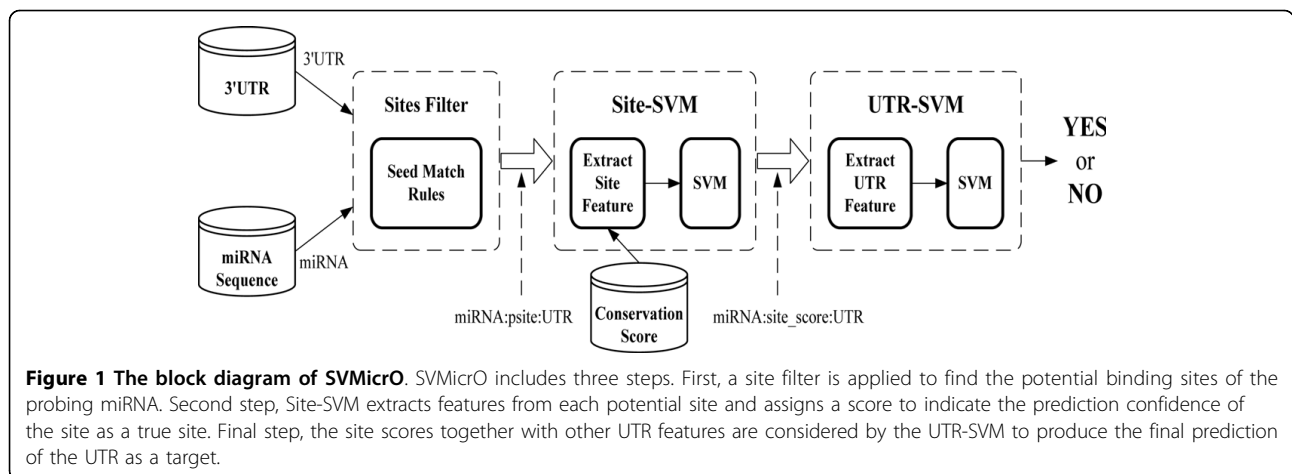 3'UTR
3'UTR
Sites Filter
Seed Match
Rules
miRNA
Sequence
miRNA
miRNA:psite:UTR
Site-SVM
Extract
Site
Feature
SVM
Conservation
Score
miRNA:site_score:UTR
UTR-SVM
Extract
UTR
Feature
SVM
YES
or
NO
Figure 1 The block diagram of SVMicrO. SVMicrO includes three steps. First, a site filter is applied to find the potential binding sites of the
probing miRNA. Second step, Site-SVM extracts features from each potential site and assigns a score to indicate the prediction confidence of
the site as a true site. Final step, the site scores together with other UTR features are considered by the UTR-SVM to produce the final prediction
of the UTR as a target.